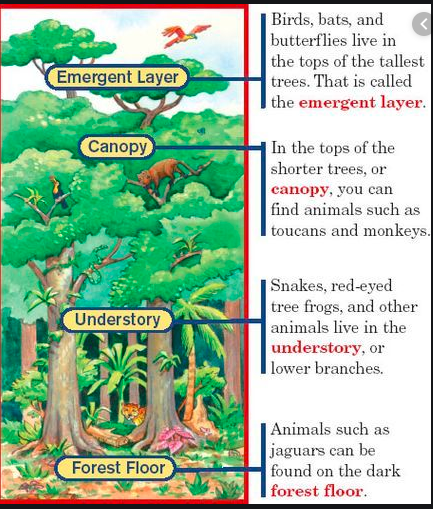 Birds, bats, and
butterflies live in
the tops of the tallest
trees. That is called
the emergent layer.
Emergent Layer
In the tops of the
shorter trees, or
canopy, you can
find animals such as
toucans and monkeys.
Canopy
Snakes, red-eyed
tree frogs, and other
animals live in the
understory, or
lower branches.
Understory
Animals such as
jaguars can be
found on the dark
forest floor.
Forest Floor